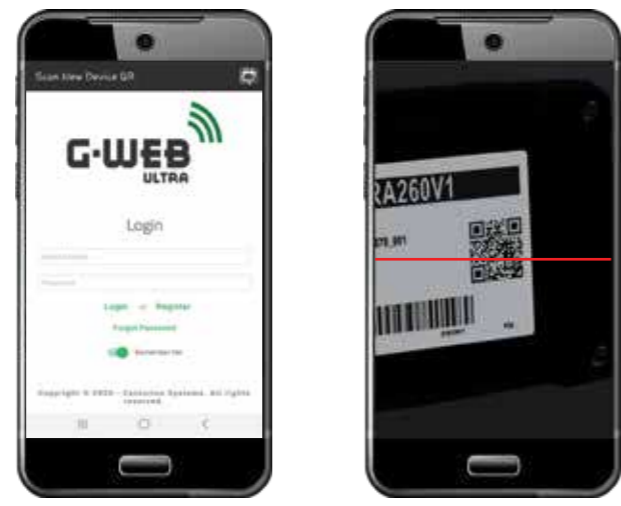 Scan New Device QR
G·WEB
ULTRA
Login
Login or Register
Forgot Password
Remember me
Copyright © 2020 - Centurion Systems. All rights
reserved.
RA260V1